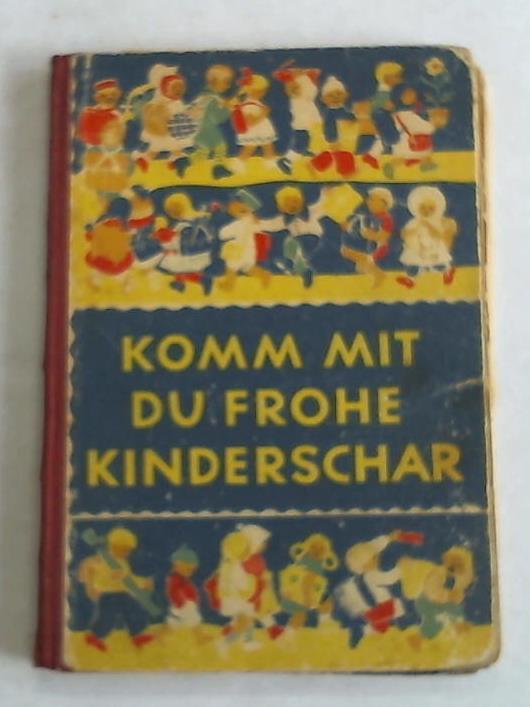 KOMM MIT
DU FROHE
KINDERSCHAR